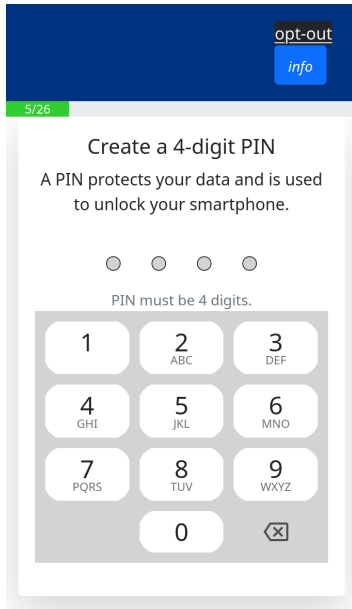 opt-out
info
5/26
Create a 4-digit PIN
A PIN protects your data and is used
to unlock your smartphone.
PIN must be 4 digits.
1 2 3
ABC DEF
4 5 6
GHI JKL MNO
7 8 9
PQRS TUV WXYZ
0